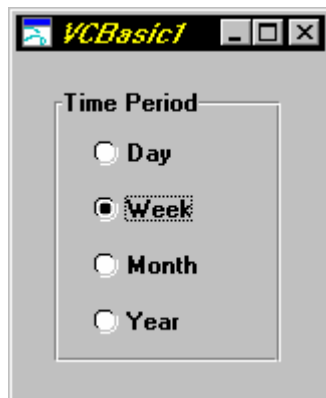 VCBasic1
Time Period
Day
Week
Month
Year